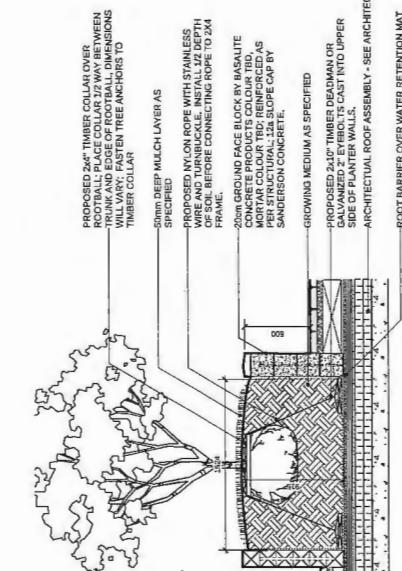 PROPOSED 2x4" TIMBER COLLAR OVER
ROOTBALL; PLACE COLLAR 1/2 WAY BETWEEN
TRUNK AND EDGE OF ROOTBALL, DIMENSIONS
WILL VARY; FASTEN TREE ANCHORS TO
TIMBER COLLAR
50mm DEEP MULCH LAYER AS
SPECIFIED
PROPOSED NYLON ROPE WITH STAINLESS
WIRE AND TURNBUCKLE, INSTALL 1/2 DEPTH
OF SOIL BEFORE CONNECTING ROPE TO 2X4
FRAME.
20cm GROUND FACE BLOCK BY BASALITE
CONCRETE PRODUCTS COLOUR TBD,
MORTAR COLOUR TBD; REINFORCED AS
PER STRUCTURAL; 12a SLOPE CAP BY
SANDERSON CONCRETE.
GROWING MEDIUM AS SPECIFIED
PROPOSED 2x10" TIMBER DEADMAN OR
GALVANIZED 2" EYEBOLTS CAST INTO UPPER
SIDE OF PLANTER WALLS.
ARCHITECTUAL ROOF ASSEMBLY - SEE ARCHITEC
ROOT BARRIER OVER WATER RETENTION MAT
1524
600